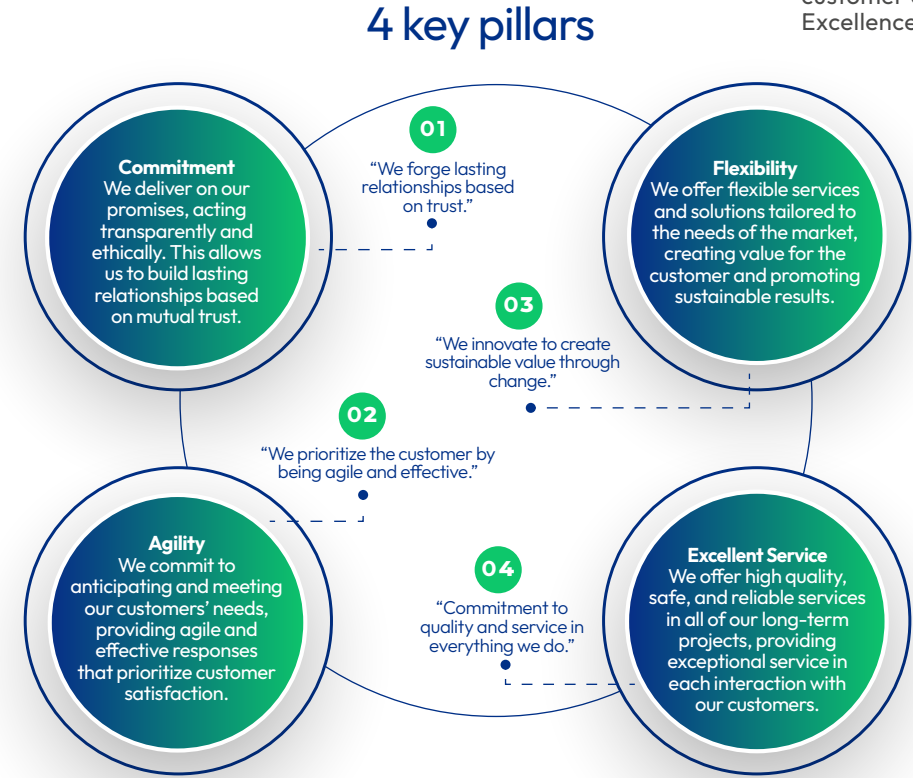 4 key pillars
Excellence
Commitment
We deliver on our
promises, acting
transparently and
ethically. This allows
us to build lasting
relationships based
on mutual trust.
01
“We forge lasting
relationships based
on trust.”
Flexibility
We offer flexible services
and solutions tailored to
the needs of the market,
creating value for the
customer and promoting
sustainable results.
03
“We innovate to create
sustainable value through
change.”
02
“We prioritize the customer by
being agile and effective.”
Agility
We commit to
anticipating and meeting
our customers’ needs,
providing agile and
effective responses
that prioritize customer
satisfaction.
04
“Commitment to
quality and service in
everything we do.”
Excellent Service
We offer high quality,
safe, and reliable services
in all of our long-term
projects, providing
exceptional service in
each interaction with
our customers.